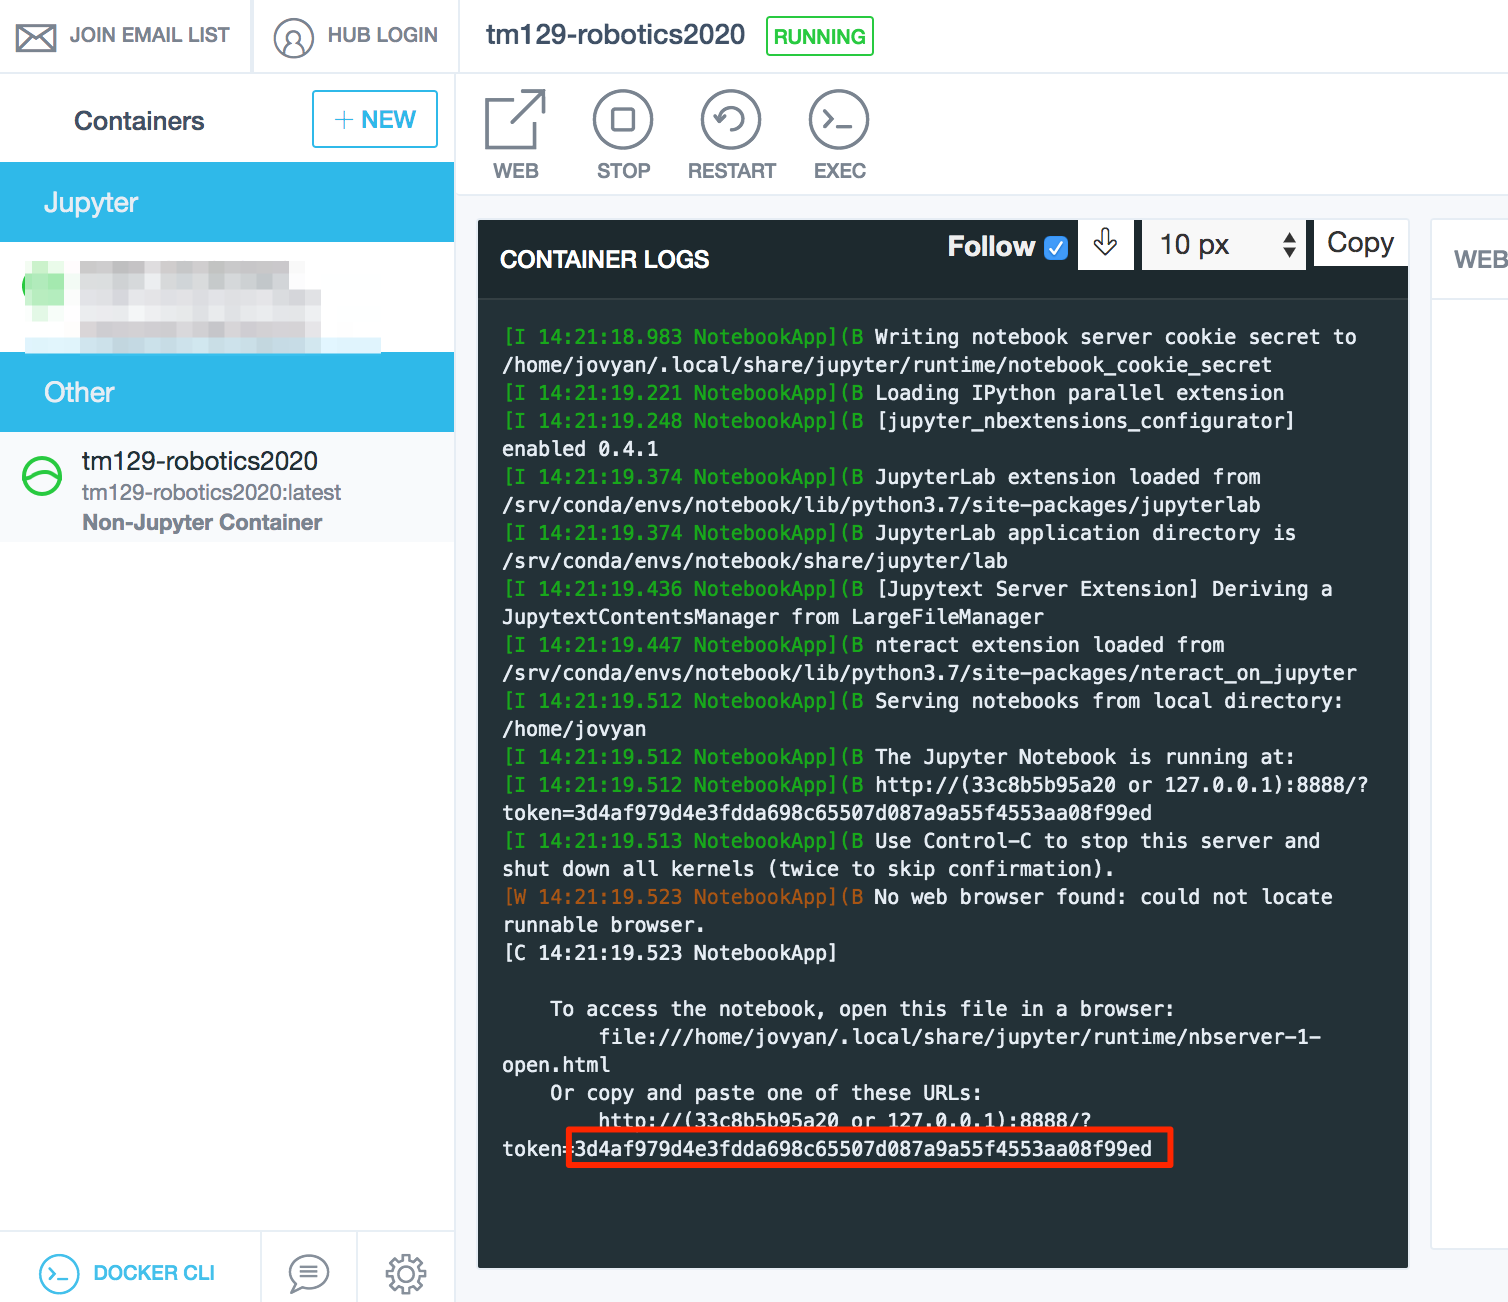 JOIN EMAIL LIST
HUB LOGIN
tm129-robotics2020
RUNNING
Containers
+ NEW
WEB
STOP
RESTART
EXEC
Jupyter
Other
tm129-robotics2020
tm129-robotics2020:latest
Non-Jupyter Container
CONTAINER LOGS
Follow
10 px
Copy
WEB
[I 14:21:18.983 NotebookApp](B Writing notebook server cookie secret to
/home/jovyan/.local/share/jupyter/runtime/notebook_cookie_secret
[I 14:21:19.221 NotebookApp](B Loading IPython parallel extension
[I 14:21:19.248 NotebookApp](B [jupyter_nbextensions_configurator]
enabled 0.4.1
[I 14:21:19.374 NotebookApp](B JupyterLab extension loaded from
/srv/conda/envs/notebook/lib/python3.7/site-packages/jupyterlab
[I 14:21:19.374 NotebookApp](B JupyterLab application directory is
/srv/conda/envs/notebook/share/jupyter/lab
[I 14:21:19.436 NotebookApp](B [Jupytext Server Extension] Deriving a
JupytextContentsManager from LargeFileManager
[I 14:21:19.447 NotebookApp](B nteract extension loaded from
/srv/conda/envs/notebook/lib/python3.7/site-packages/nteract_on_jupyter
[I 14:21:19.512 NotebookApp](B Serving notebooks from local directory:
/home/jovyan
[I 14:21:19.512 NotebookApp](B The Jupyter Notebook is running at:
[I 14:21:19.512 NotebookApp](B http://(33c8b5b95a20 or 127.0.0.1):8888/?
token=3d4af979d4e3fdda698c65507d087a9a55f4553aa08f99ed
[I 14:21:19.513 NotebookApp](B Use Control-C to stop this server and
shut down all kernels (twice to skip confirmation).
[W 14:21:19.523 NotebookApp](B No web browser found: could not locate
runnable browser.
[C 14:21:19.523 NotebookApp]
To access the notebook, open this file in a browser:
file:///home/jovyan/.local/share/jupyter/runtime/nbserver-1-
open.html
Or copy and paste one of these URLs:
http://(33c8b5b95a20 or 127.0.0.1):8888/?
token=3d4af979d4e3fdda698c65507d087a9a55f4553aa08f99ed
DOCKER CLI